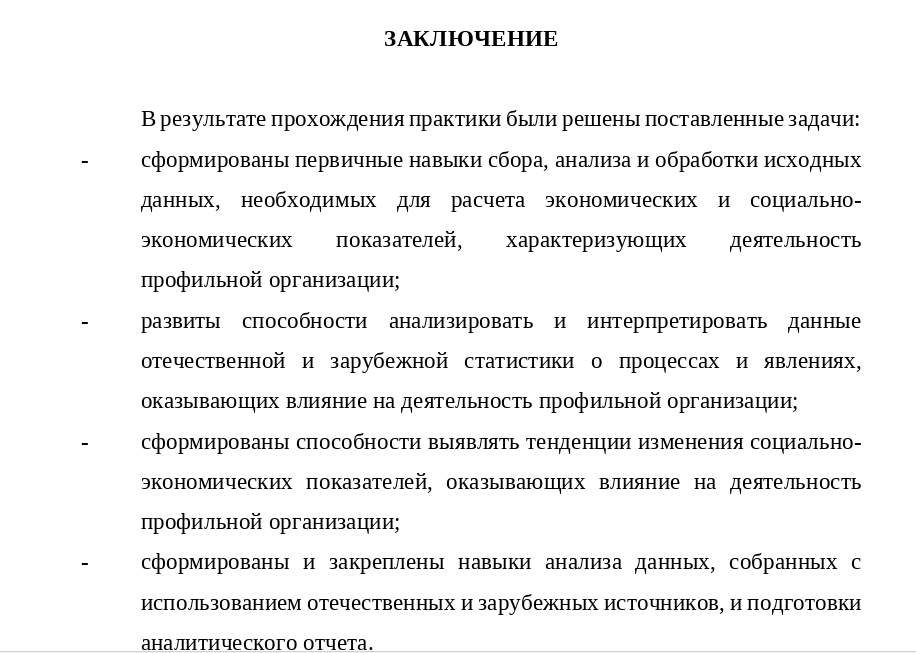 ЗАКЛЮЧЕНИЕ
В результате прохождения практики были решены поставленные задачи:
- сформированы первичные навыки сбора, анализа и обработки исходных
данных, необходимых для расчета экономических и социально-
экономических показателей, характеризующих деятельность
профильной организации;
- развиты способности анализировать и интерпретировать данные
отечественной и зарубежной статистики о процессах и явлениях,
оказывающих влияние на деятельность профильной организации;
- сформированы способности выявлять тенденции изменения социально-
экономических показателей, оказывающих влияние на деятельность
профильной организации;
- сформированы и закреплены навыки анализа данных, собранных с
использованием отечественных и зарубежных источников, и подготовки
аналитического отчета.